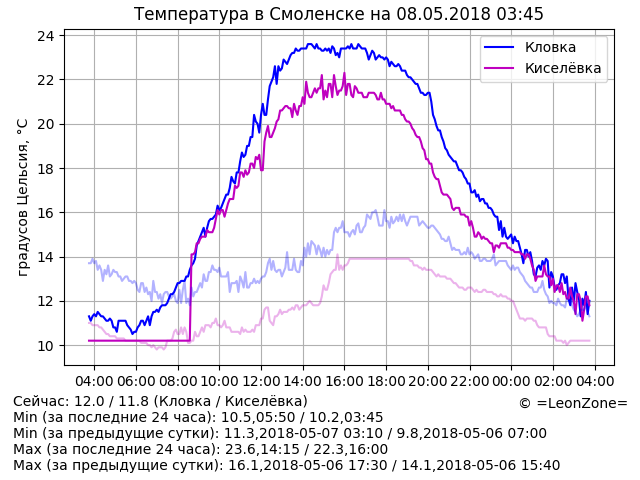 Температура в Смоленске на 08.05.2018 03:45
градусов Цельсия, °C
24
22
20
18
16
14
12
10
Кловка
Киселёвка
04:00 06:00 08:00 10:00 12:00 14:00 16:00 18:00 20:00 22:00 00:00 02:00 04:00
Сейчас: 12.0 / 11.8 (Кловка / Киселёвка)
© =LeonZone=
Min (за последние 24 часа): 10.5,05:50 / 10.2,03:45
Min (за предыдущие сутки): 11.3,2018-05-07 03:10 / 9.8,2018-05-06 07:00
Max (за последние 24 часа): 23.6,14:15 / 22.3,16:00
Max (за предыдущие сутки): 16.1,2018-05-06 17:30 / 14.1,2018-05-06 15:40